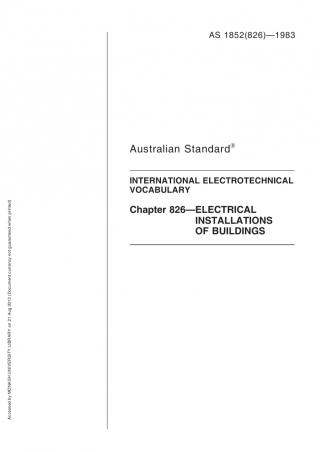 AS 1852(826)—1983
Australian Standard®
INTERNATIONAL ELECTROTECHNICAL
VOCABULARY
Chapter 826—ELECTRICAL
INSTALLATIONS
OF BUILDINGS
Accessed by MONASH UNIVERSITY LIBRARY on 21 Aug 2013 (Document currency not guaranteed when printed)